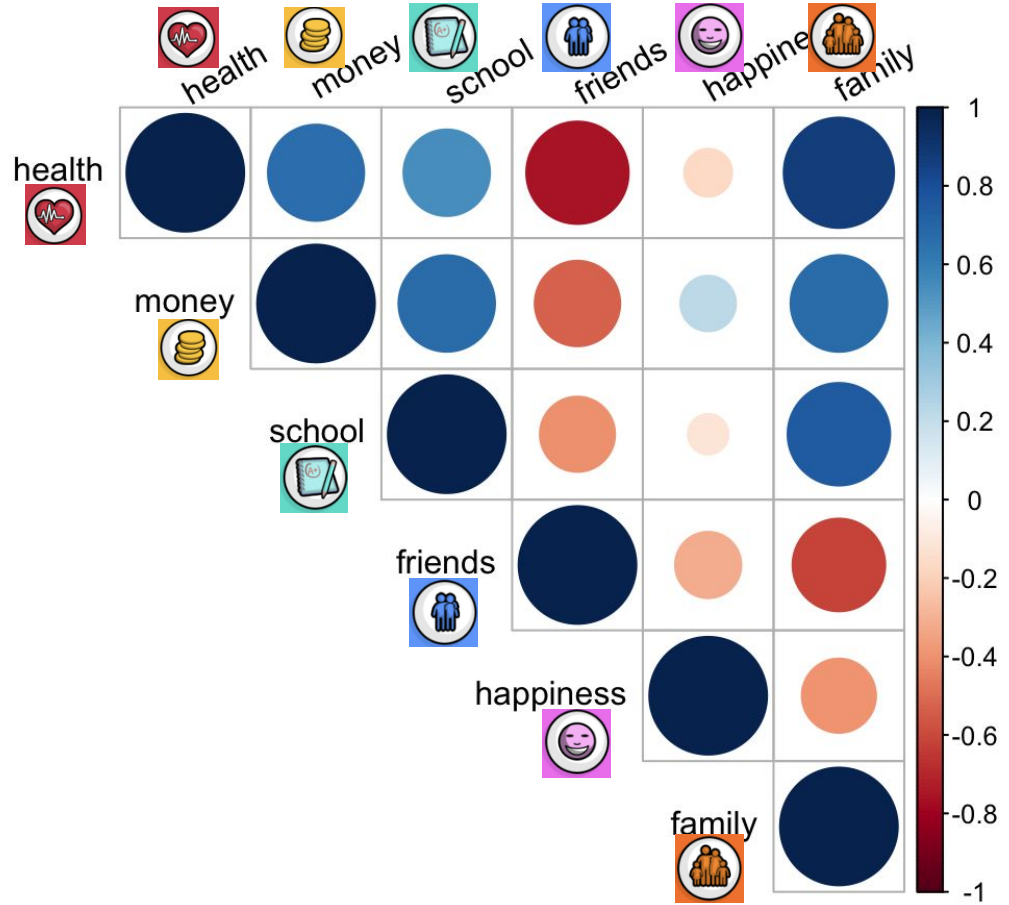 health money school friends happine family
1
health
0.8
0.6
money
0.4
0.2
school
0
-0.2
friends
-0.4
happiness
-0.6
-0.8
family
-1
A+
A+